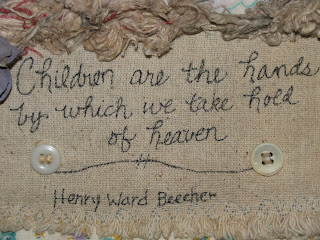 Children are the hands
by which we take hold
of heaven
Henry Ward Beecher